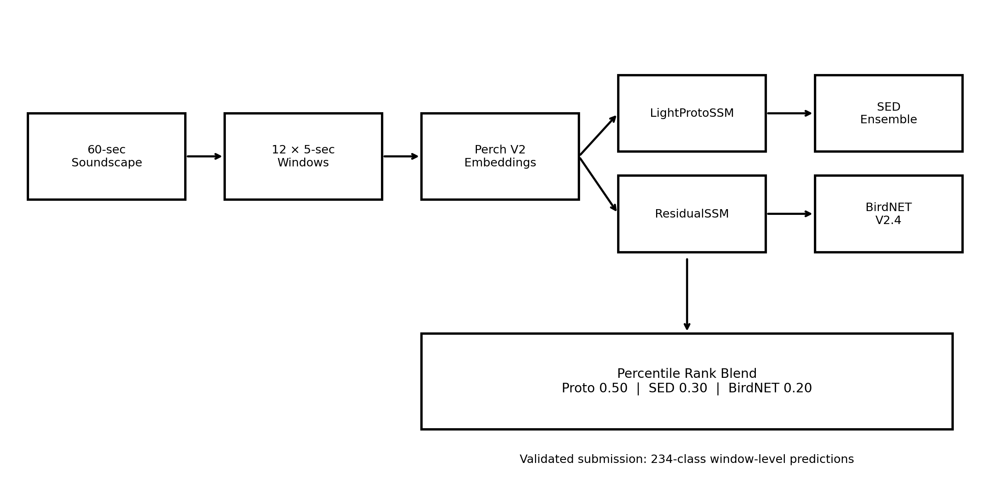 60-sec
Soundscape
12 × 5-sec
Windows
Perch V2
Embeddings
LightProtoSSM
SED
Ensemble
ResidualSSM
BirdNET
V2.4
Percentile Rank Blend
Proto 0.50 | SED 0.30 | BirdNET 0.20
Validated submission: 234-class window-level predictions